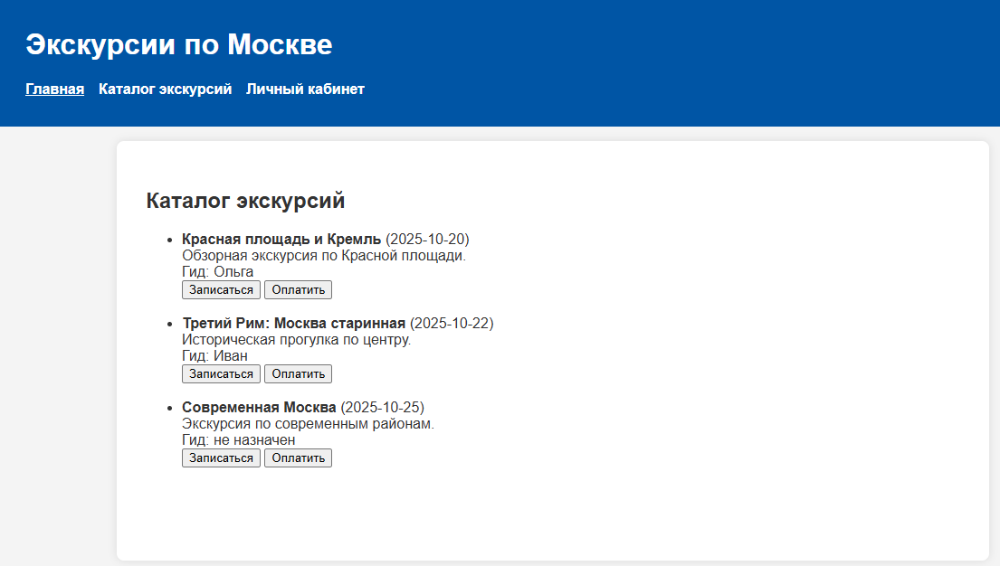 Экскурсии по Москве
Главная Каталог экскурсий Личный кабинет
Каталог экскурсий
Красная площадь и Кремль (2025-10-20)
Обзорная экскурсия по Красной площади.
Гид: Ольга
Записаться Оплатить
Третий Рим: Москва старинная (2025-10-22)
Историческая прогулка по центру.
Гид: Иван
Записаться Оплатить
Современная Москва (2025-10-25)
Экскурсия по современным районам.
Гид: не назначен
Записаться Оплатить